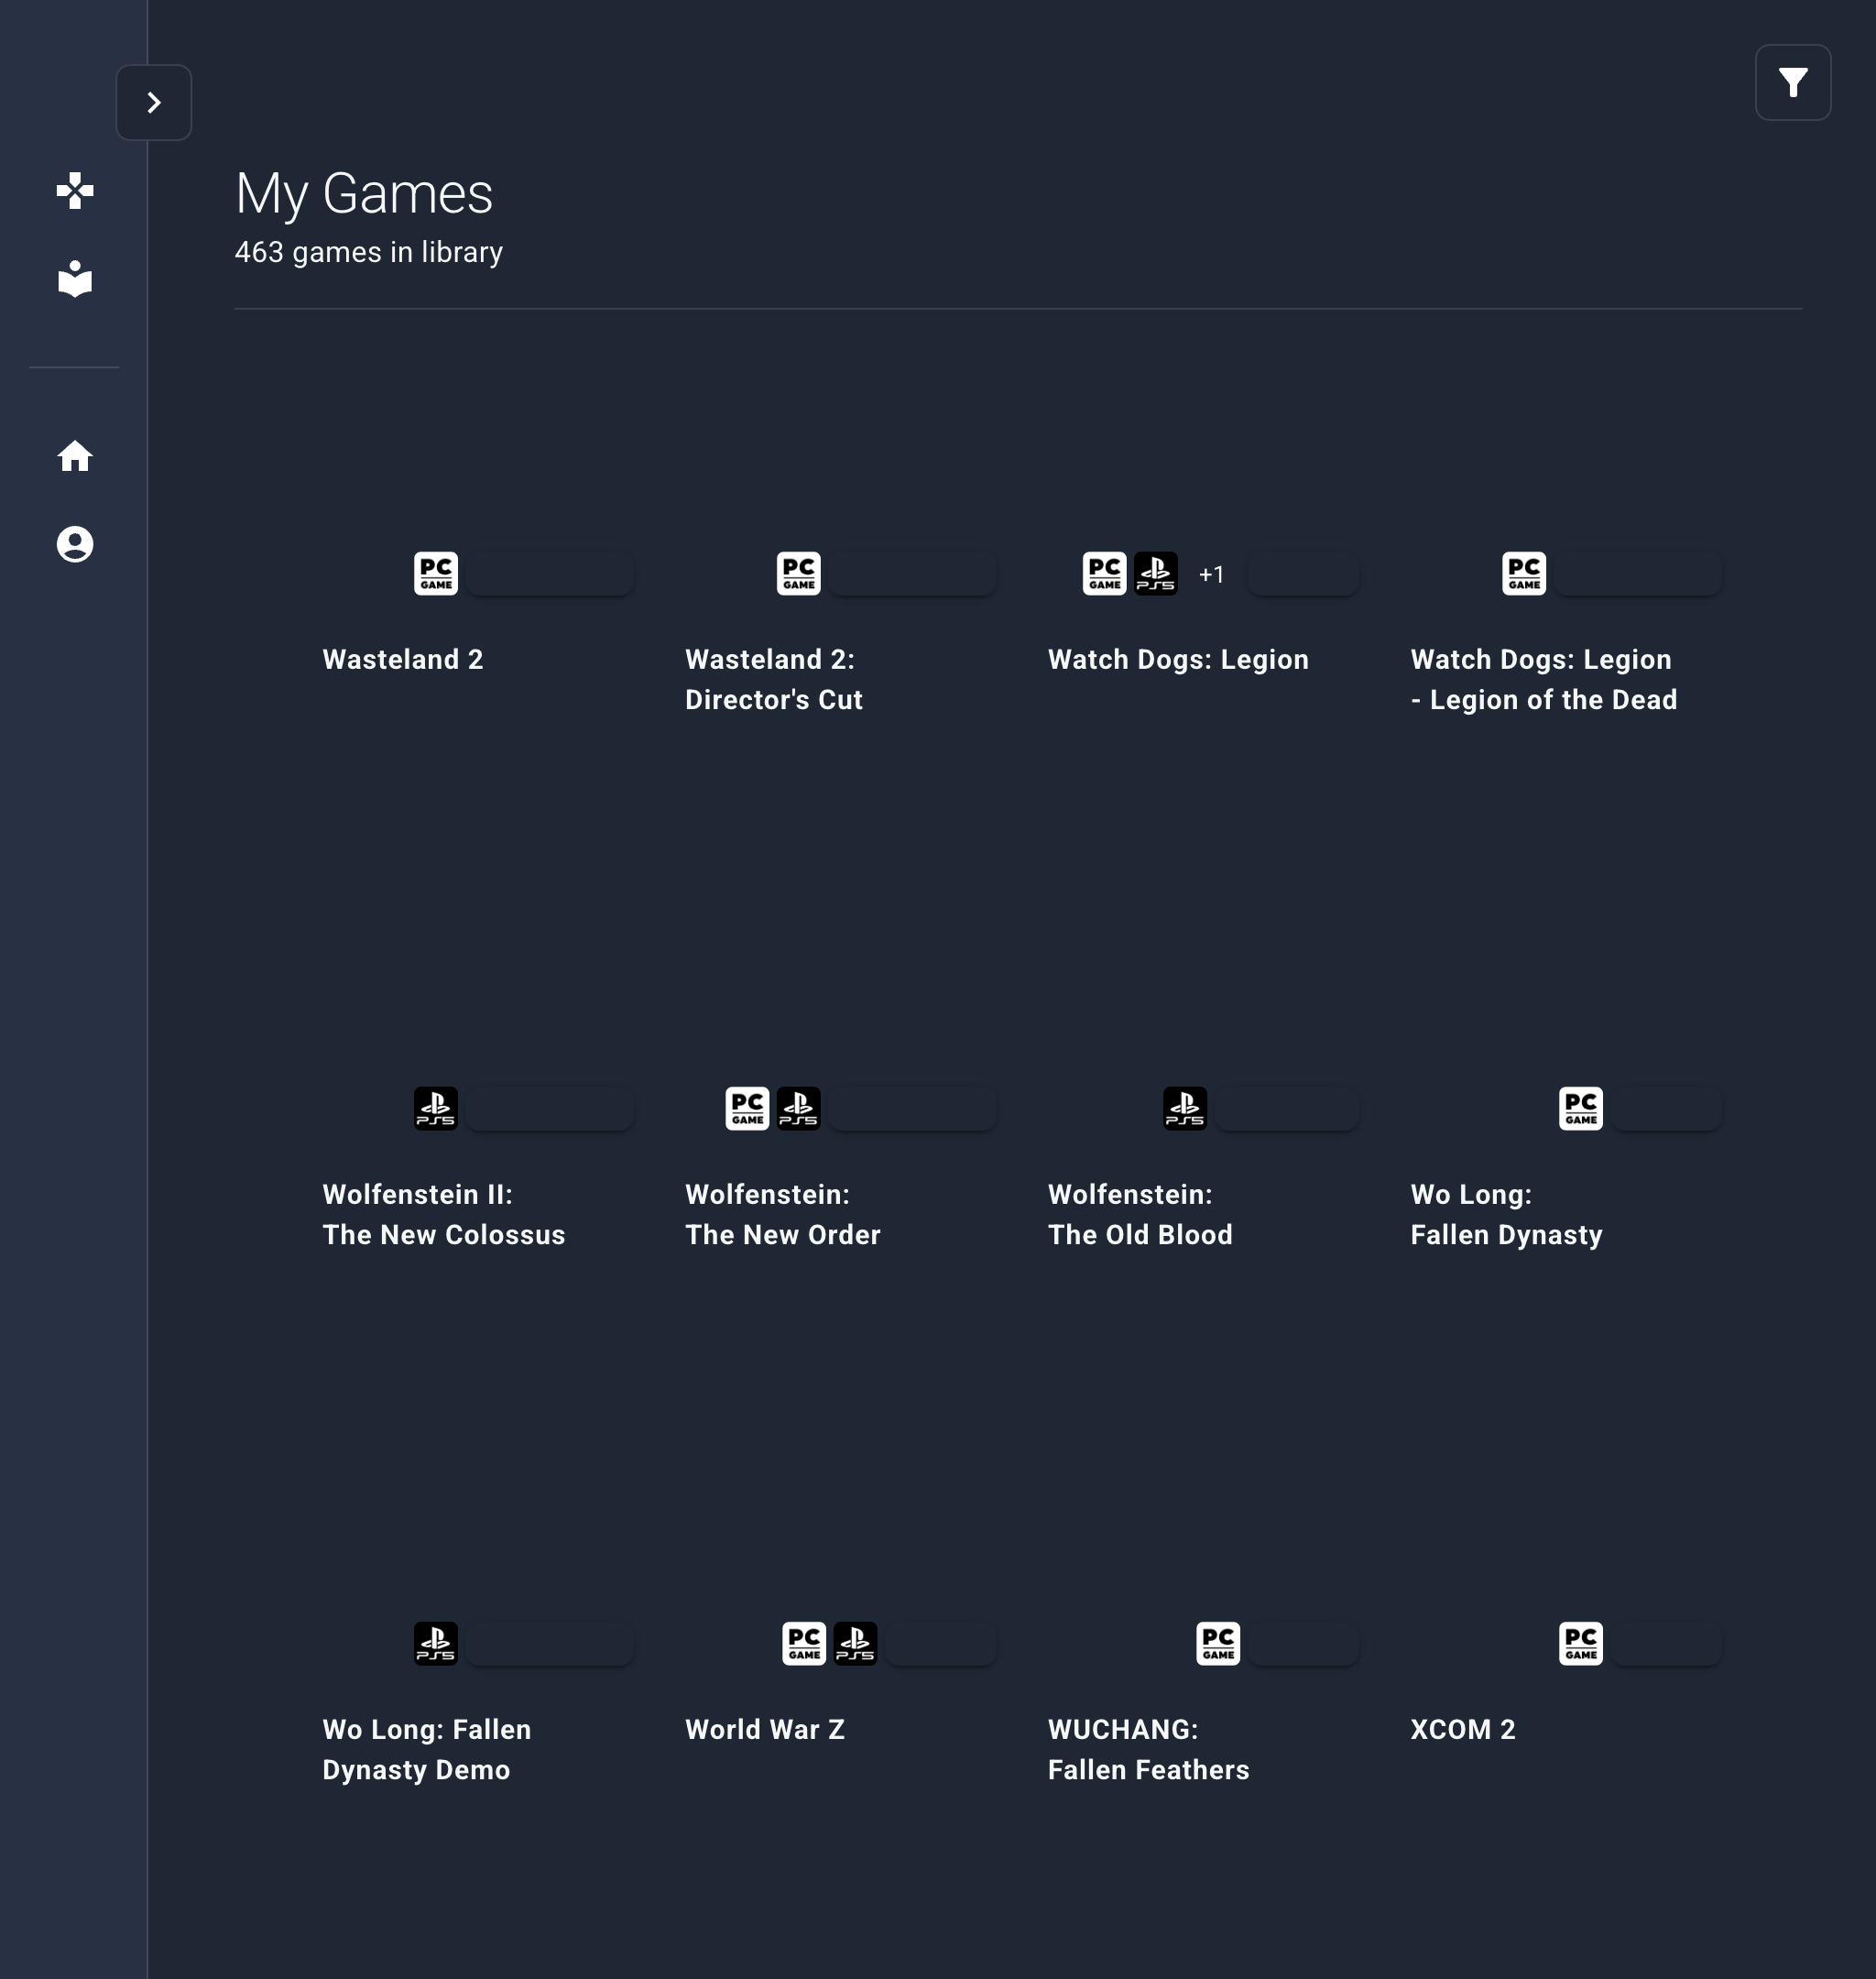 My Games
463 games in library
PC GAME
PC GAME
PC GAME PS5 +1
PC GAME
Wasteland 2
Wasteland 2:
Director's Cut
Watch Dogs: Legion
Watch Dogs: Legion
- Legion of the Dead
PS5
PC GAME PS5
PS5
PC GAME
Wolfenstein II:
The New Colossus
Wolfenstein:
The New Order
Wolfenstein:
The Old Blood
Wo Long:
Fallen Dynasty
PS5
PC GAME PS5
PC GAME
PC GAME
Wo Long: Fallen
Dynasty Demo
World War Z
WUCHANG:
Fallen Feathers
XCOM 2